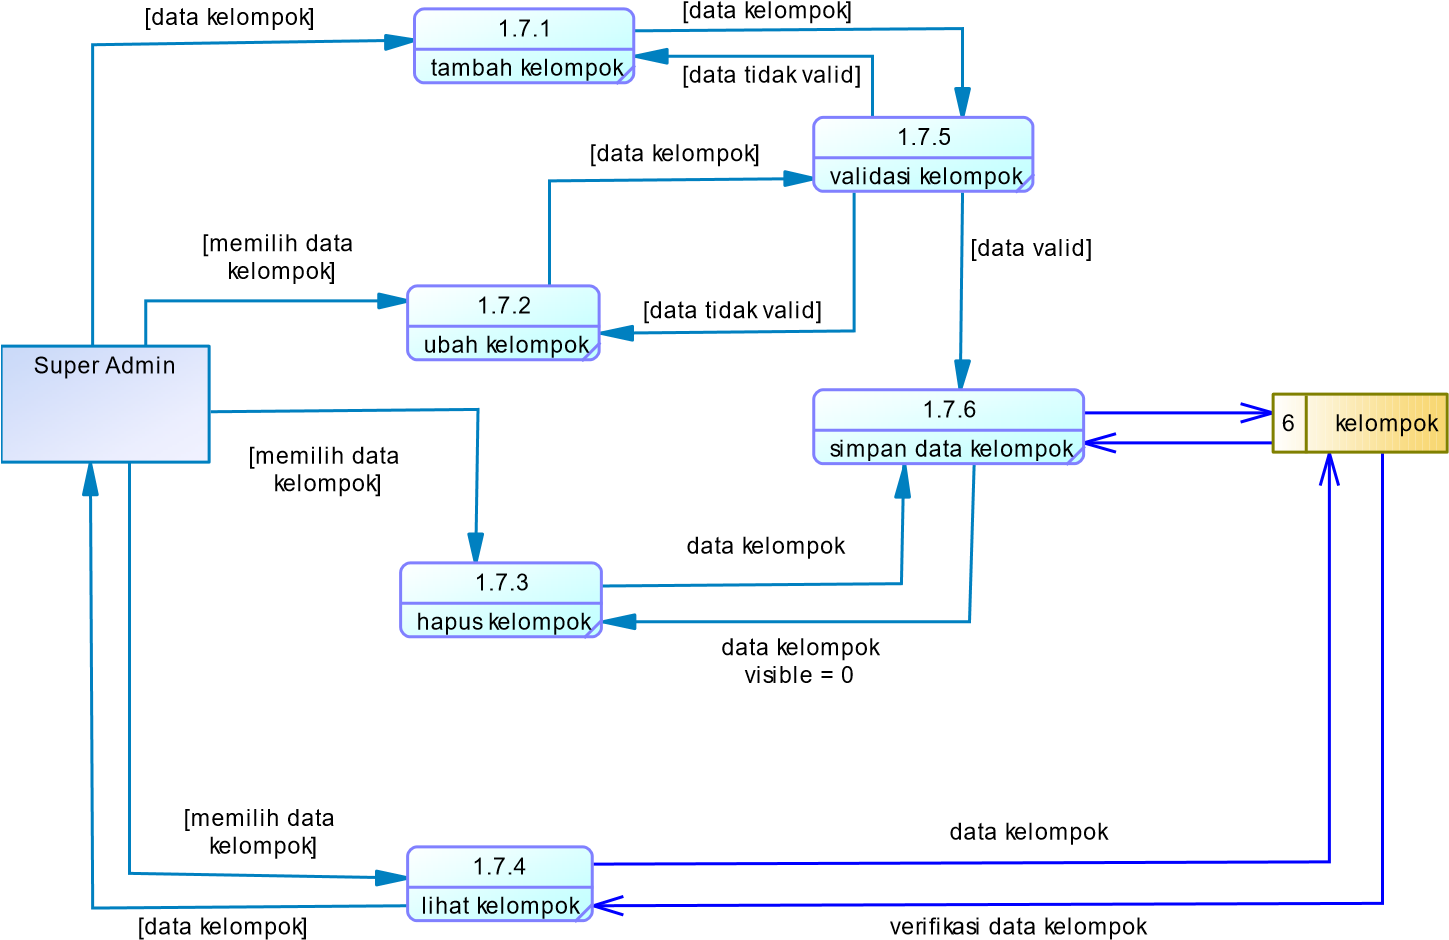 [data kelompok]
1.7.1
tambah kelompok
[data kelompok]
[data tidak valid]
1.7.5
validasi kelompok
[data kelompok]
[memilih data
kelompok]
1.7.2
ubah kelompok
[data tidak valid]
[data valid]
Super Admin
1.7.6
simpan data kelompok
6
kelompok
[memilih data
kelompok]
data kelompok
1.7.3
hapus kelompok
data kelompok
visible = 0
[memilih data
kelompok]
1.7.4
lihat kelompok
data kelompok
[data kelompok]
verifikasi data kelompok